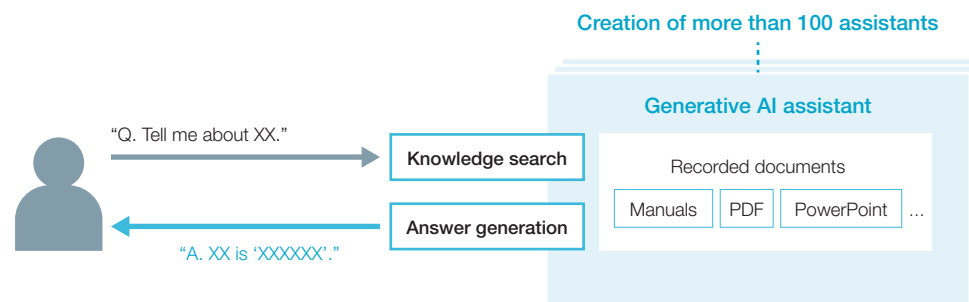 Creation of more than 100 assistants
Generative AI assistant
“Q. Tell me about XX.”
Knowledge search
Recorded documents
Manuals PDF PowerPoint ...
Answer generation
“A. XX is ‘XXXXXX’.”